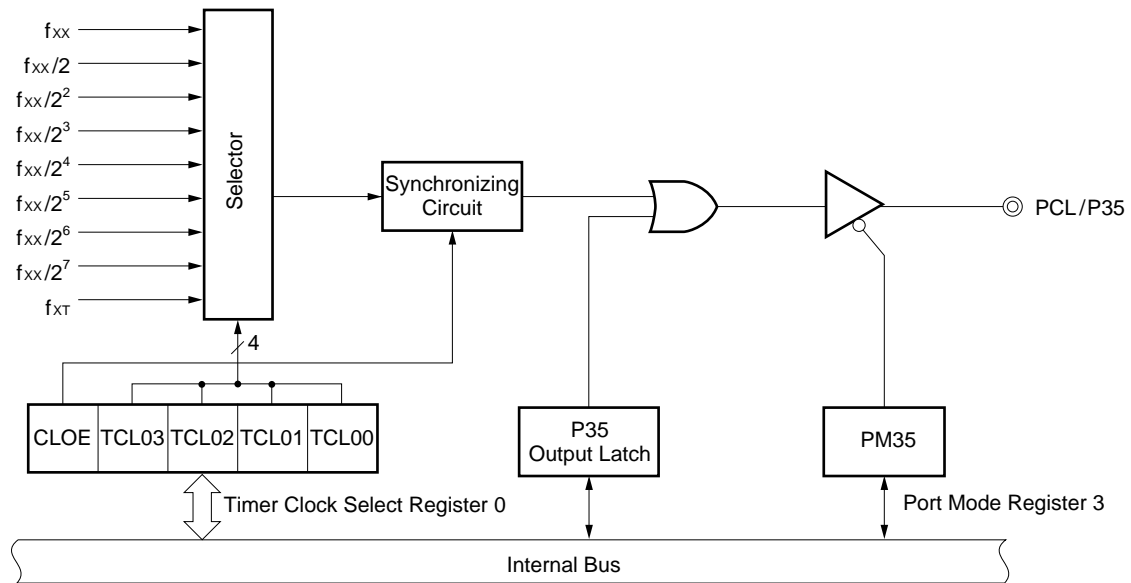 fXX
fXX/2
fXX/2²
fXX/2³
fXX/2⁴
fXX/2⁵
fXX/2⁶
fXX/2⁷
fXT
Selector
4
Synchronizing
Circuit
PCL/P35
CLOE TCL03 TCL02 TCL01 TCL00
P35
Output Latch
PM35
Timer Clock Select Register 0
Port Mode Register 3
Internal Bus